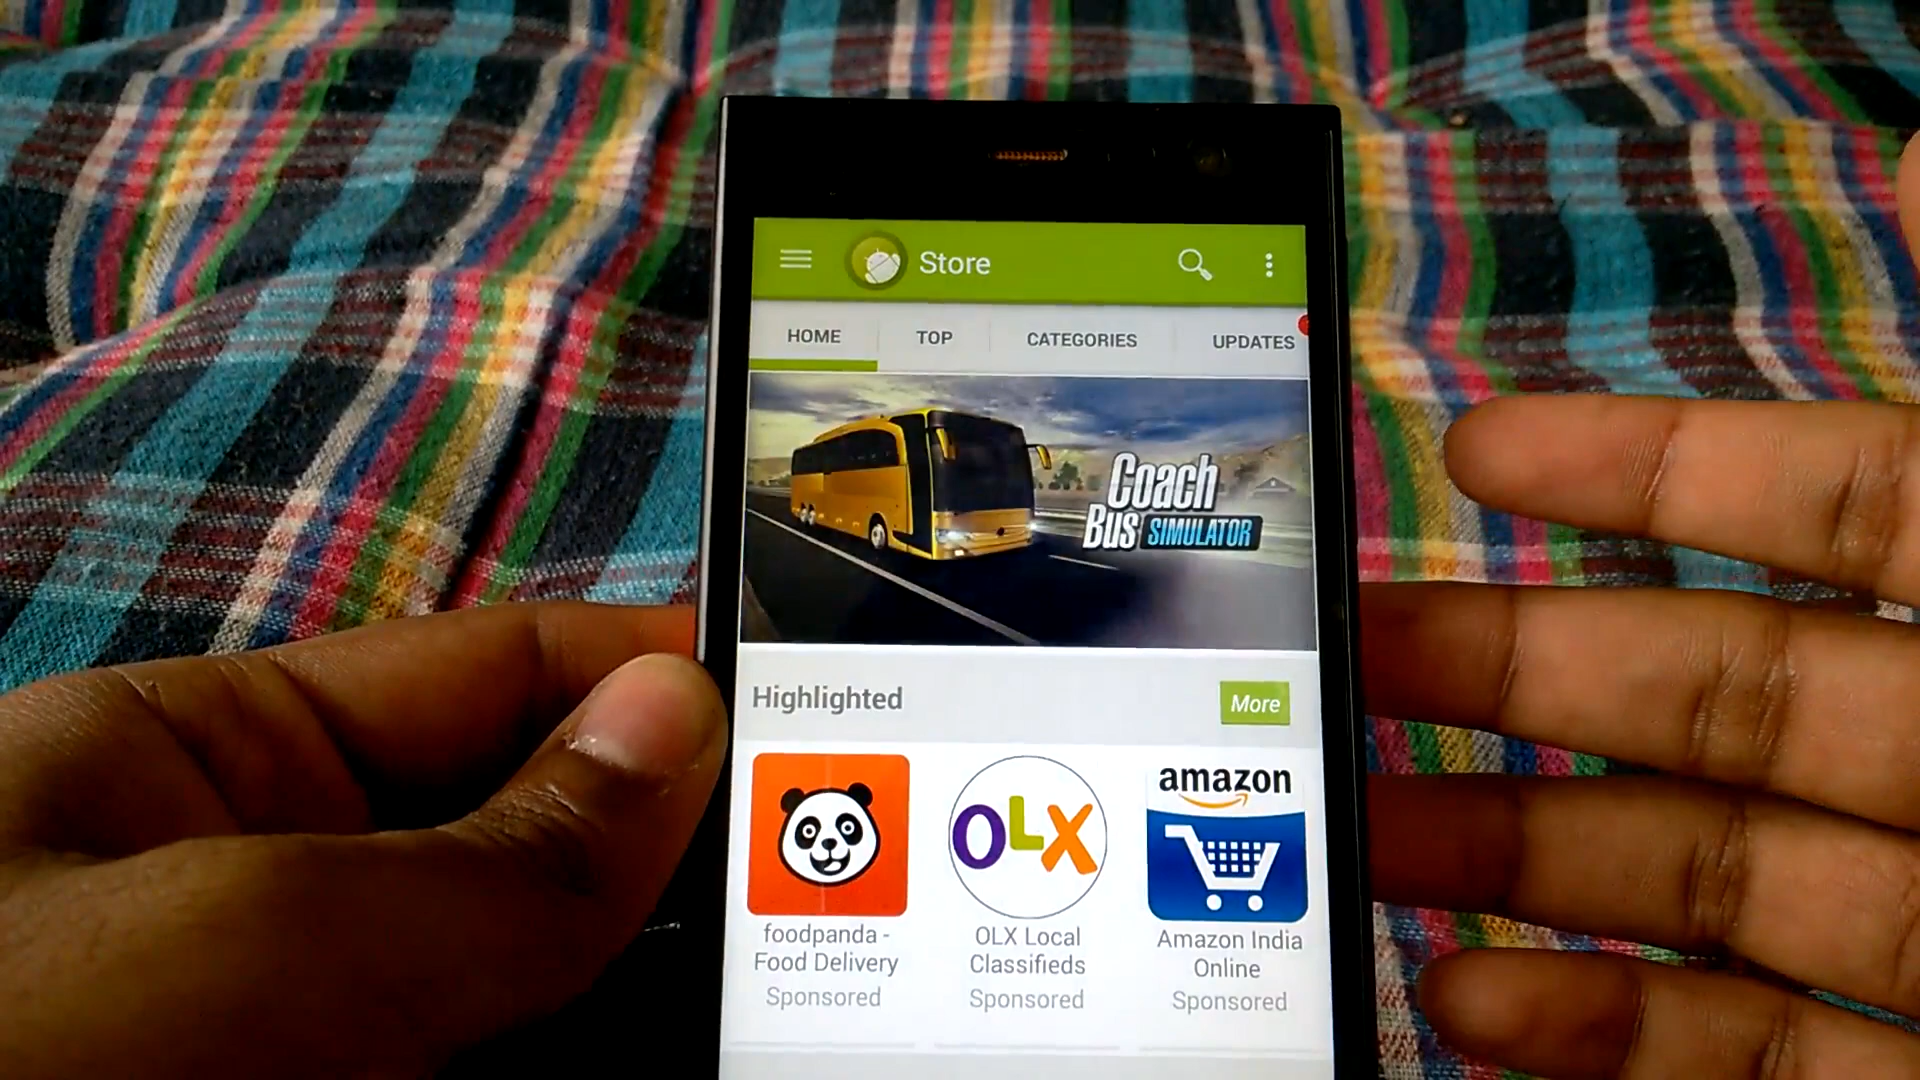 Store
HOME TOP CATEGORIES UPDATES
Coach
BUS SIMULATOR
Highlighted
More
OLX
amazon
foodpanda -
Food Delivery
Sponsored
OLX Local
Classifieds
Sponsored
Amazon India
Online
Sponsored